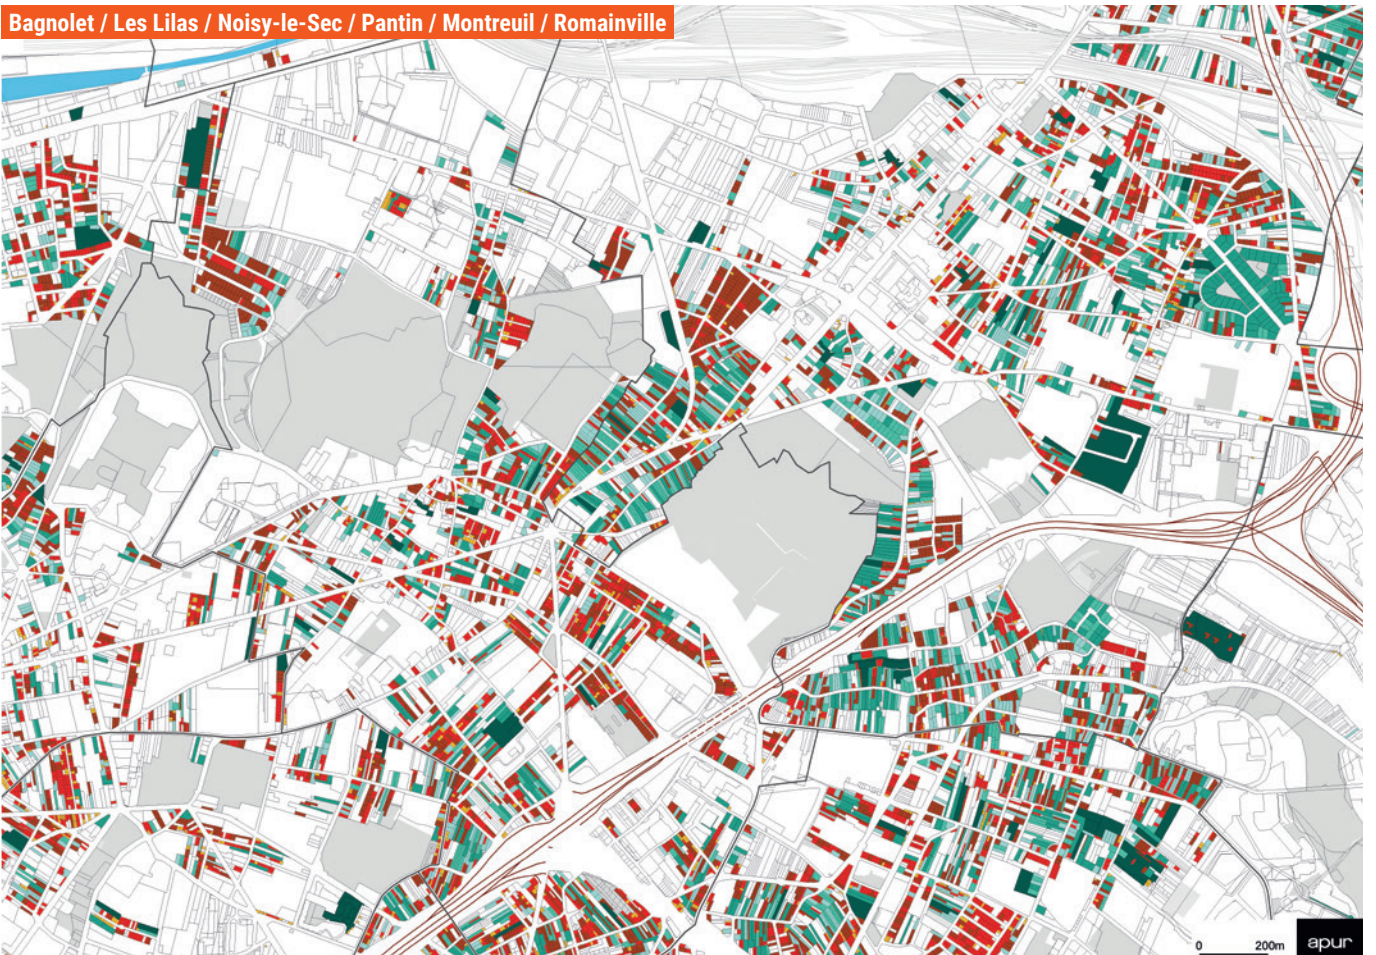 Bagnolet / Les Lilas / Noisy-le-Sec / Pantin / Montreuil / Romainville
0 200m
apur